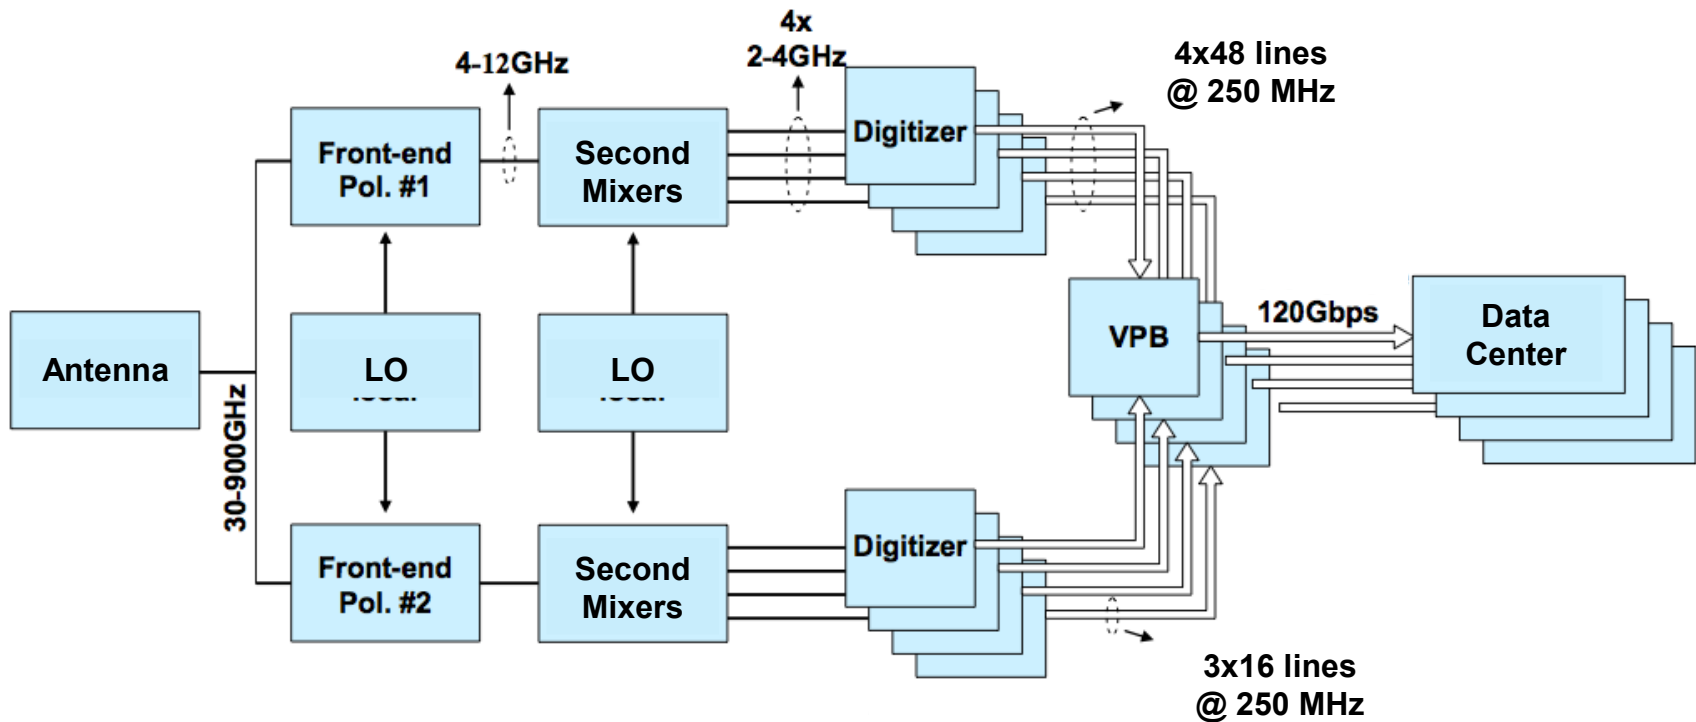 4x
2-4GHz
4-12GHz
4x48 lines
@ 250 MHz
Front-end
Pol. #1
Second
Mixers
Digitizer
Antenna
30-900GHz
LO
LO
VPB
120Gbps
Data
Center
Front-end
Pol. #2
Second
Mixers
Digitizer
3x16 lines
@ 250 MHz